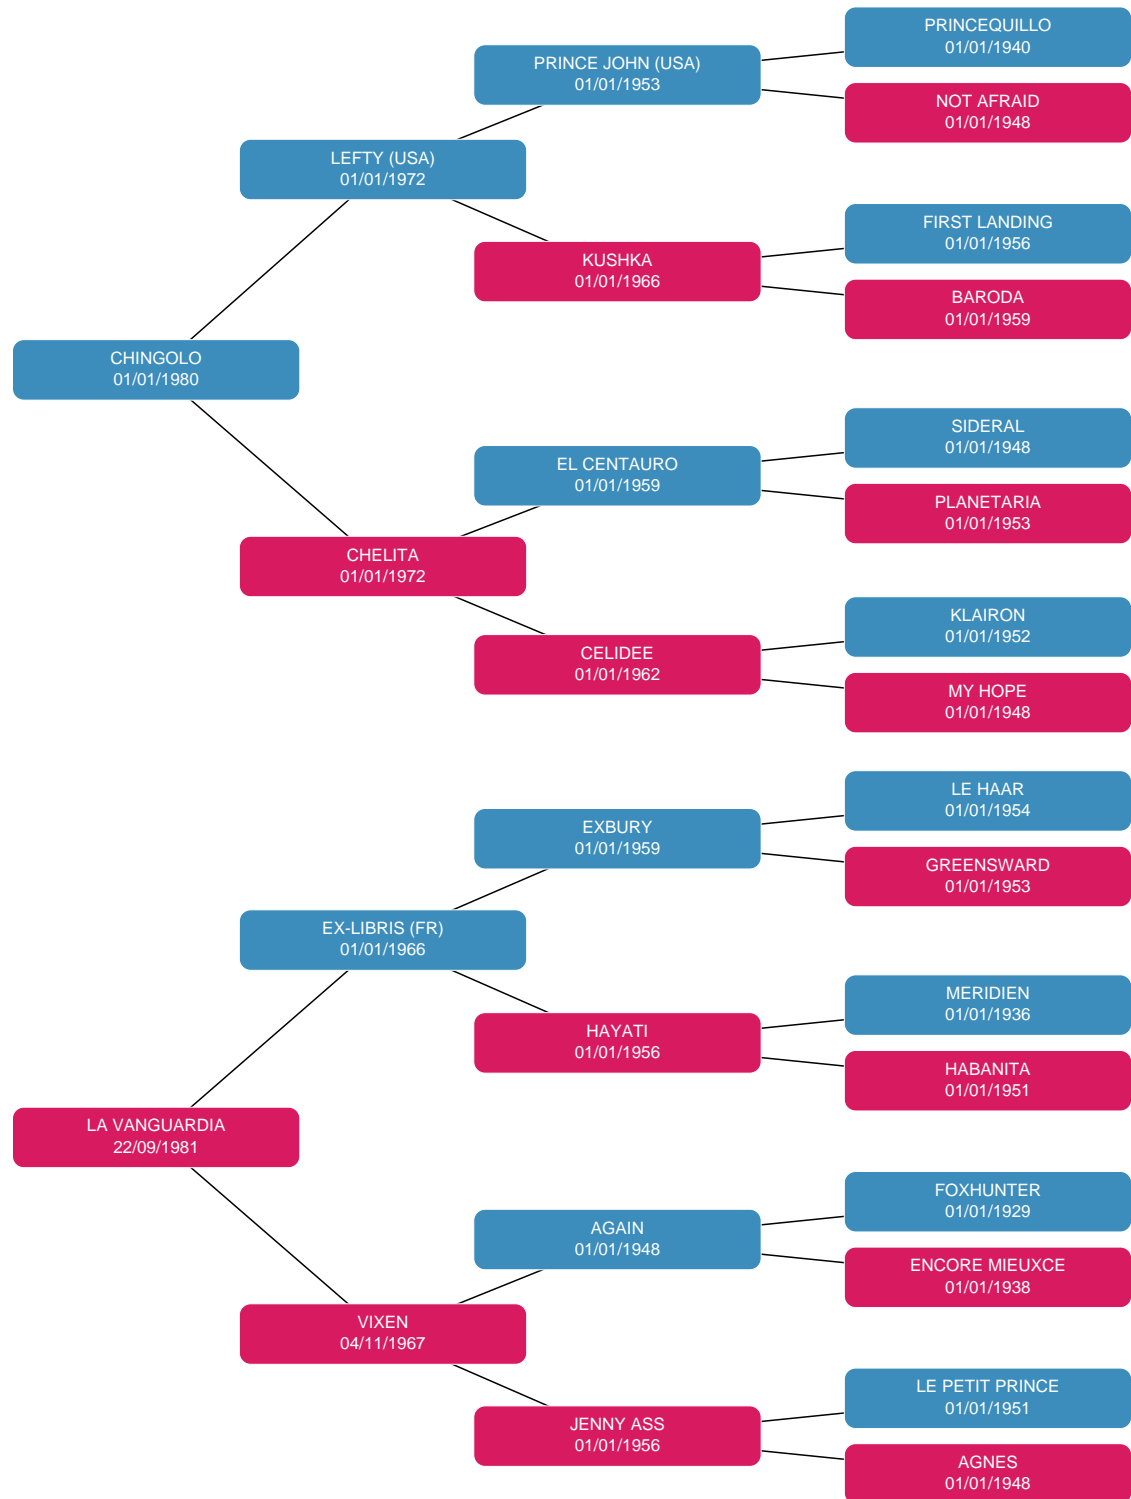 PRINCEQUILLO
01/01/1940
PRINCE JOHN (USA)
01/01/1953
NOT AFRAID
01/01/1948
LEFTY (USA)
01/01/1972
FIRST LANDING
01/01/1956
KUSHKA
01/01/1966
BARODA
01/01/1959
CHINGOLO
01/01/1980
SIDERAL
01/01/1948
EL CENTAURO
01/01/1959
PLANETARIA
01/01/1953
CHELITA
01/01/1972
KLAIRON
01/01/1952
CELIDEE
01/01/1962
MY HOPE
01/01/1948
LE HAAR
01/01/1954
EXBURY
01/01/1959
GREENSWARD
01/01/1953
EX-LIBRIS (FR)
01/01/1966
MERIDIEN
01/01/1936
HAYATI
01/01/1956
HABANITA
01/01/1951
LA VANGUARDIA
22/09/1981
FOXHUNTER
01/01/1929
AGAIN
01/01/1948
ENCORE MIEUXCE
01/01/1938
VIXEN
04/11/1967
LE PETIT PRINCE
01/01/1951
JENNY ASS
01/01/1956
AGNES
01/01/1948